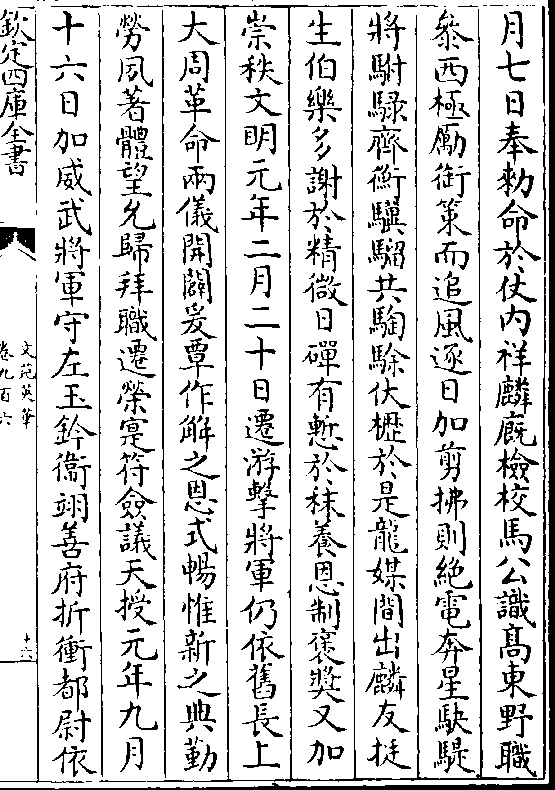 月七日奉勅命於仗内祥麟廐檢校馬公識髙東野職
叅西極勵銜策而追風逐日加剪拂則絶電奔星駃騠
將駙騄齊衡驥騮共騊駼伏櫪於是龍媒間出麟友挺
生伯樂多謝於精微日磾有慙於秣養恩制褒奬又加
崇秩文明元年二月二十日遷游擊將軍仍依舊長上
大周革命兩儀開闢爰覃作解之恩式暢惟新之典勤
勞夙著體望允歸拜職遷榮寔符僉議天授元年九月
十六日加威武將軍守左玉鈐衞翊善府折衝都尉依
欽定四庫全書
文苑英華
卷九百六
十六